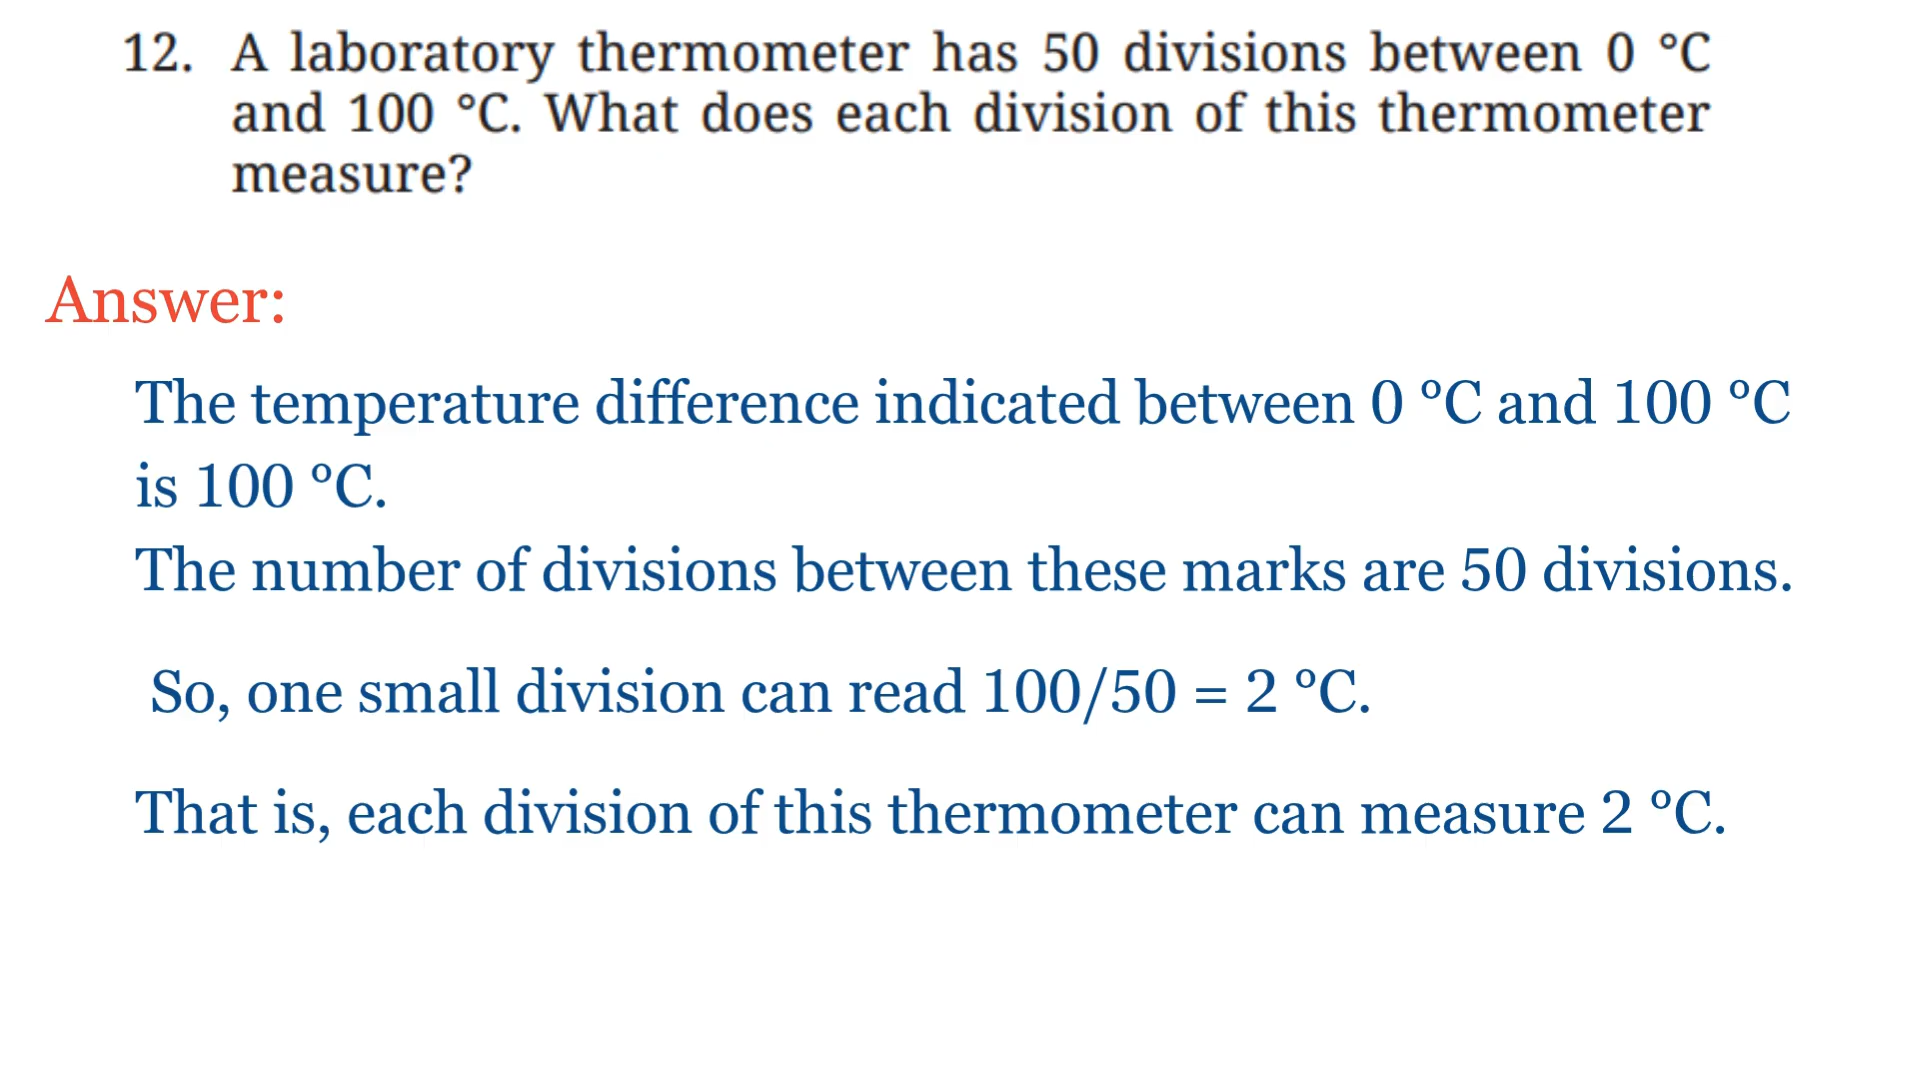 12. A laboratory thermometer has 50 divisions between 0 °C
and 100 °C. What does each division of this thermometer
measure?
Answer:
The temperature difference indicated between 0 °C and 100 °C
is 100 °C.
The number of divisions between these marks are 50 divisions.
So, one small division can read 100/50 = 2 °C.
That is, each division of this thermometer can measure 2 °C.